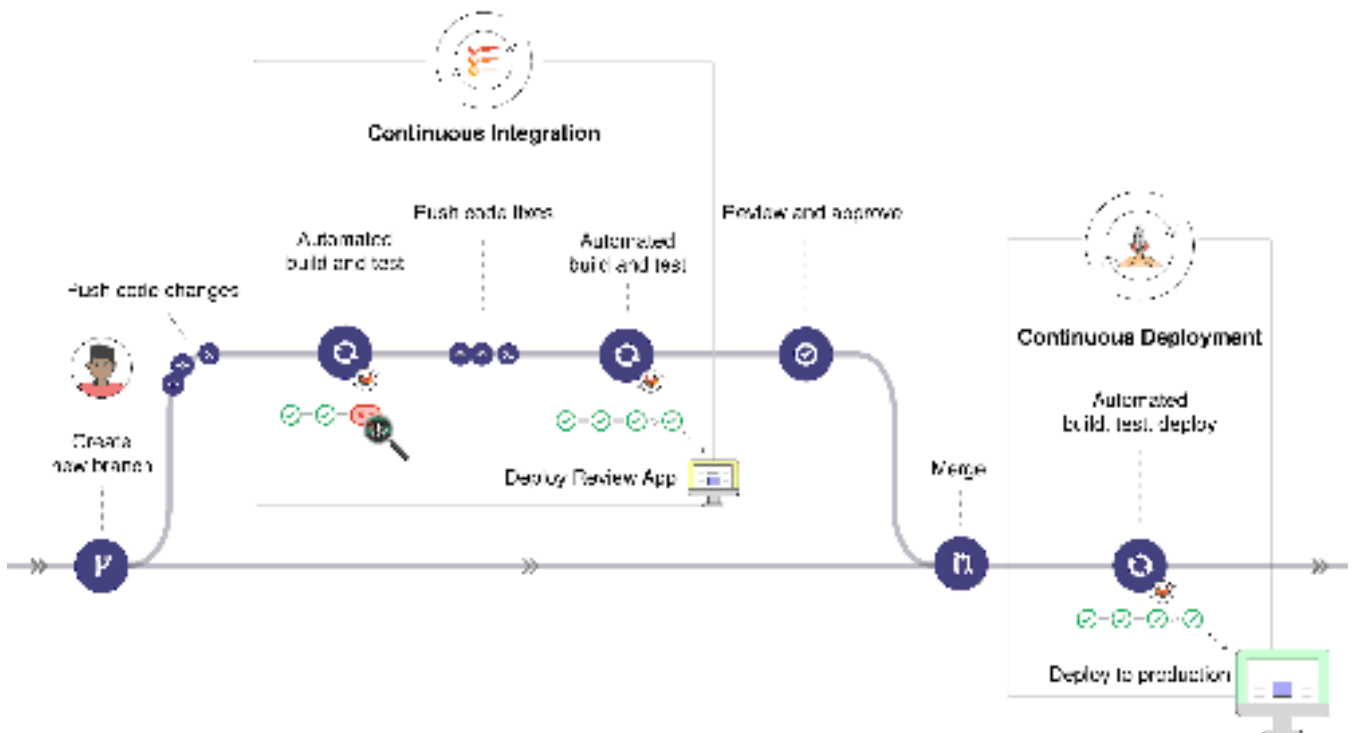 Continuous Integration
Push code fixes
Review and approve
Automated
build and test
Automated
build and test
Push code changes
Continuous Deployment
Automated
build, test, deploy
Create
new branch
Deploy Review App
Merge
Deploy to production